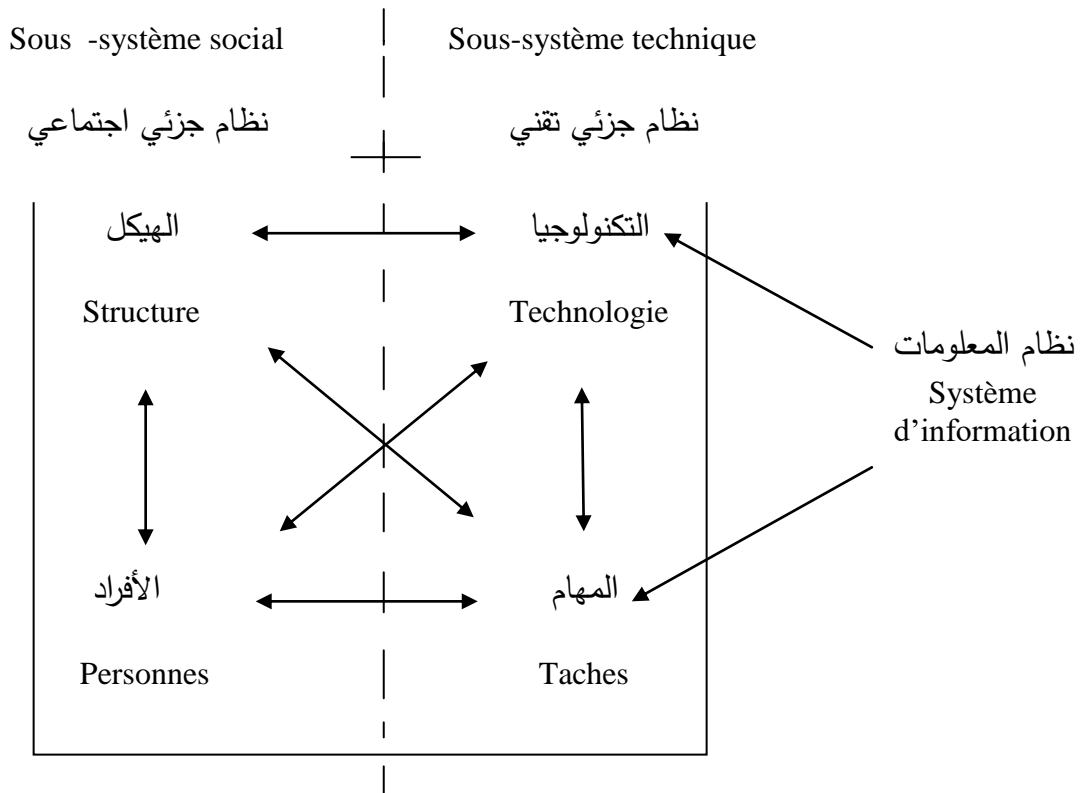 Sous -système social
Sous-système technique
نظام جزئي اجتماعي
نظام جزئي تقني
الهيكل
التكنولوجيا
Structure
Technologie
نظام المعلومات
Système
d’information
الأفراد
المهام
Personnes
Taches